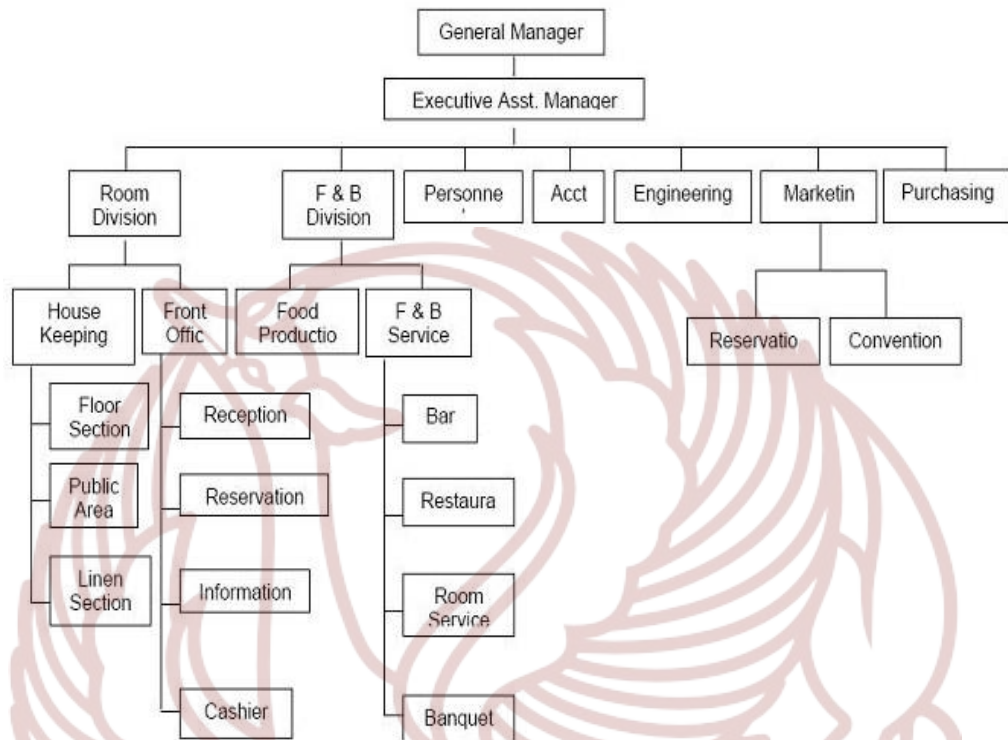 General Manager
Executive Asst. Manager
Room
Division
F & B
Division
Personne
Acct
Engineering
Marketin
Purchasing
House
Keeping
Front
Offic
Food
Productio
F & B
Service
Reservatio
Convention
Floor
Section
Reception
Bar
Public
Area
Reservation
Restaura
Linen
Section
Information
Room
Service
Cashier
Banquet